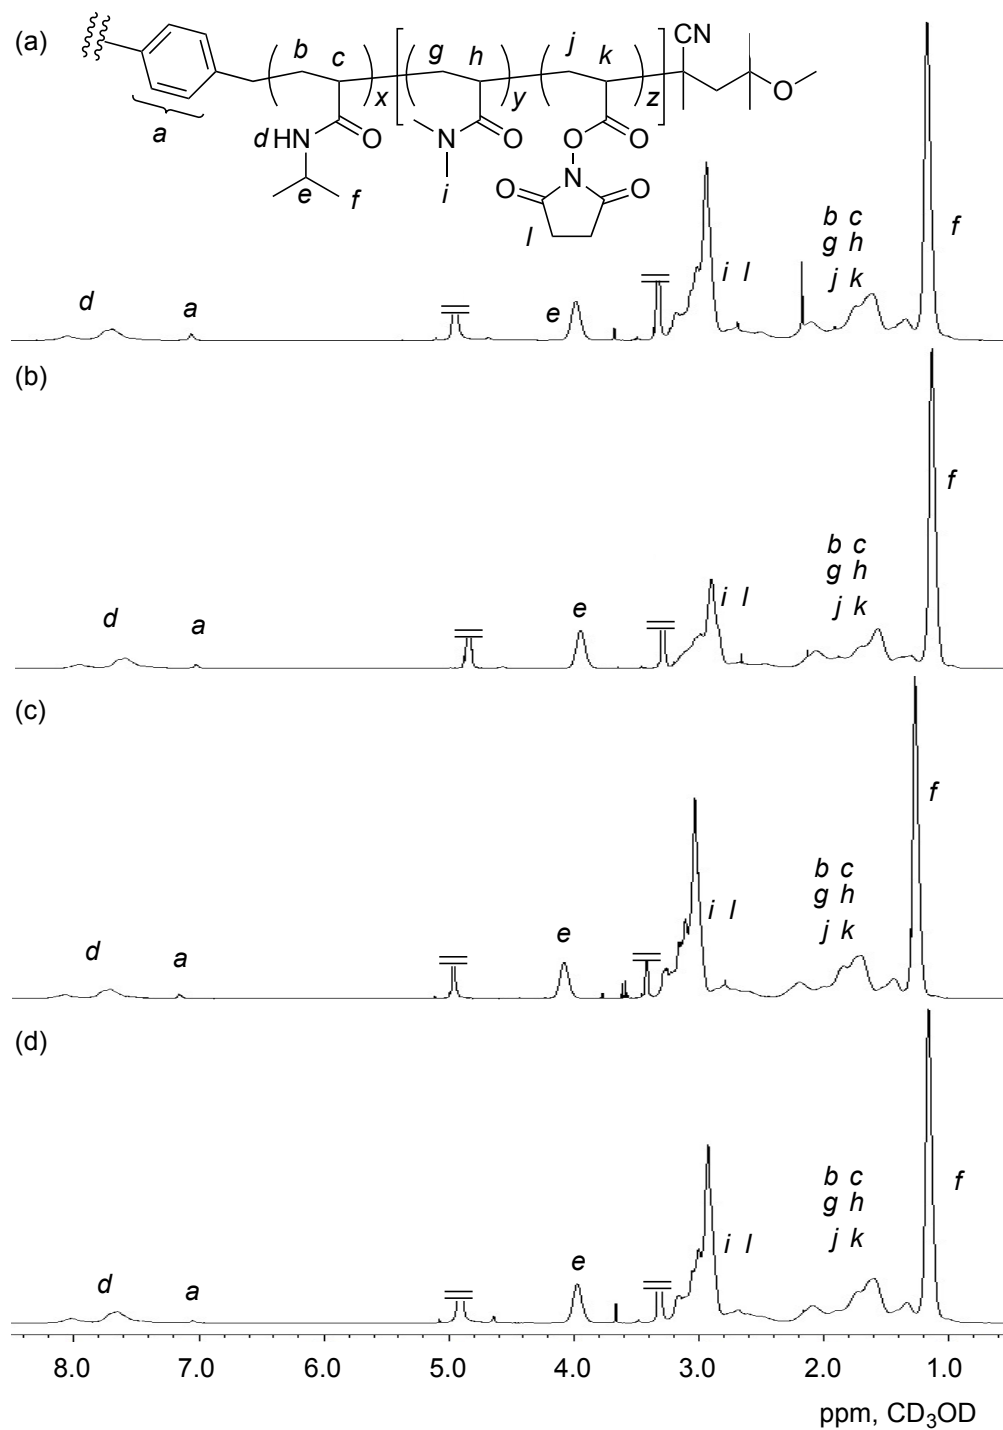 (a)
b c g h j k CN
x y z O
a
d HN O N O O O
e f i O N O
l
b c
g h
j k
f
d a e i l
(b)
f
b c
g h
j k
d a e i l
(c)
f
b c
g h
j k
d a e i l
(d)
f
b c
g h
j k
d a e i l
8.0 7.0 6.0 5.0 4.0 3.0 2.0 1.0
ppm, CD₃OD